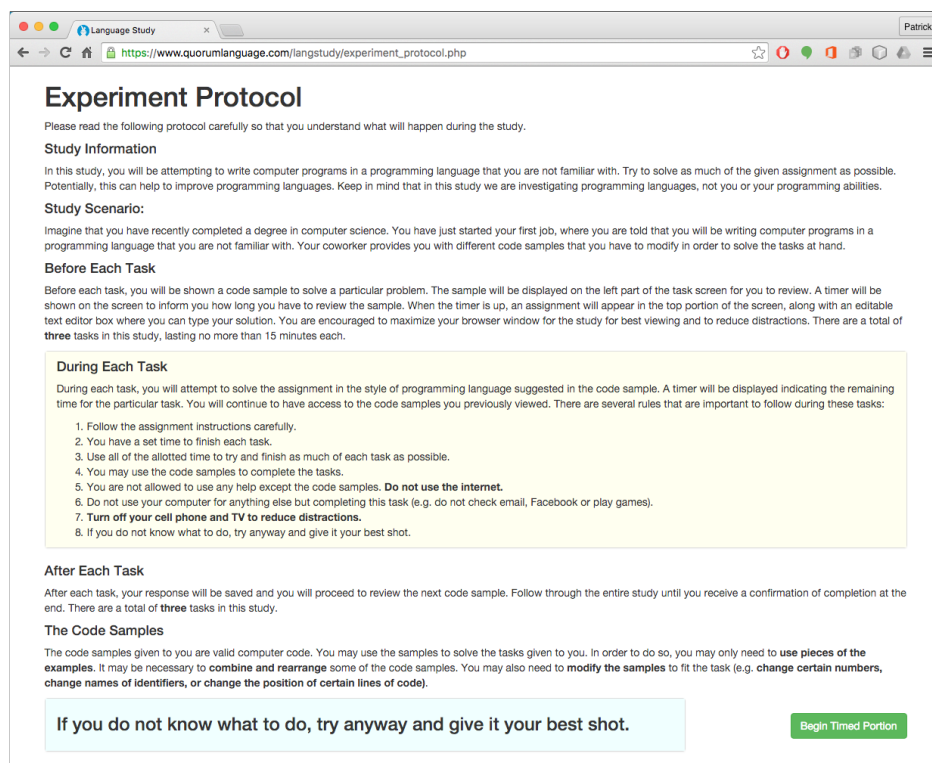 Language Study
Patrick
https://www.quorumlanguage.com/langstudy/experiment_protocol.php
Experiment Protocol
Please read the following protocol carefully so that you understand what will happen during the study.
Study Information
In this study, you will be attempting to write computer programs in a programming language that you are not familiar with. Try to solve as much of the given assignment as possible.
Potentially, this can help to improve programming languages. Keep in mind that in this study we are investigating programming languages, not you or your programming abilities.
Study Scenario:
Imagine that you have recently completed a degree in computer science. You have just started your first job, where you are told that you will be writing computer programs in a
programming language that you are not familiar with. Your coworker provides you with different code samples that you have to modify in order to solve the tasks at hand.
Before Each Task
Before each task, you will be shown a code sample to solve a particular problem. The sample will be displayed on the left part of the task screen for you to review. A timer will be
shown on the screen to inform you how long you have to review the sample. When the timer is up, an assignment will appear in the top portion of the screen, along with an editable
text editor box where you can type your solution. You are encouraged to maximize your browser window for the study for best viewing and to reduce distractions. There are a total of
three tasks in this study, lasting no more than 15 minutes each.
During Each Task
During each task, you will attempt to solve the assignment in the style of programming language suggested in the code sample. A timer will be displayed indicating the remaining
time for the particular task. You will continue to have access to the code samples you previously viewed. There are several rules that are important to follow during these tasks:
1. Follow the assignment instructions carefully.
2. You have a set time to finish each task.
3. Use all of the allotted time to try and finish as much of each task as possible.
4. You may use the code samples to complete the tasks.
5. You are not allowed to use any help except the code samples. Do not use the internet.
6. Do not use your computer for anything else but completing this task (e.g. do not check email, Facebook or play games).
7. Turn off your cell phone and TV to reduce distractions.
8. If you do not know what to do, try anyway and give it your best shot.
After Each Task
After each task, your response will be saved and you will proceed to review the next code sample. Follow through the entire study until you receive a confirmation of completion at the
end. There are a total of three tasks in this study.
The Code Samples
The code samples given to you are valid computer code. You may use the samples to solve the tasks given to you. In order to do so, you may only need to use pieces of the
examples. It may be necessary to combine and rearrange some of the code samples. You may also need to modify the samples to fit the task (e.g. change certain numbers,
change names of identifiers, or change the position of certain lines of code).
If you do not know what to do, try anyway and give it your best shot.
Begin Timed Portion